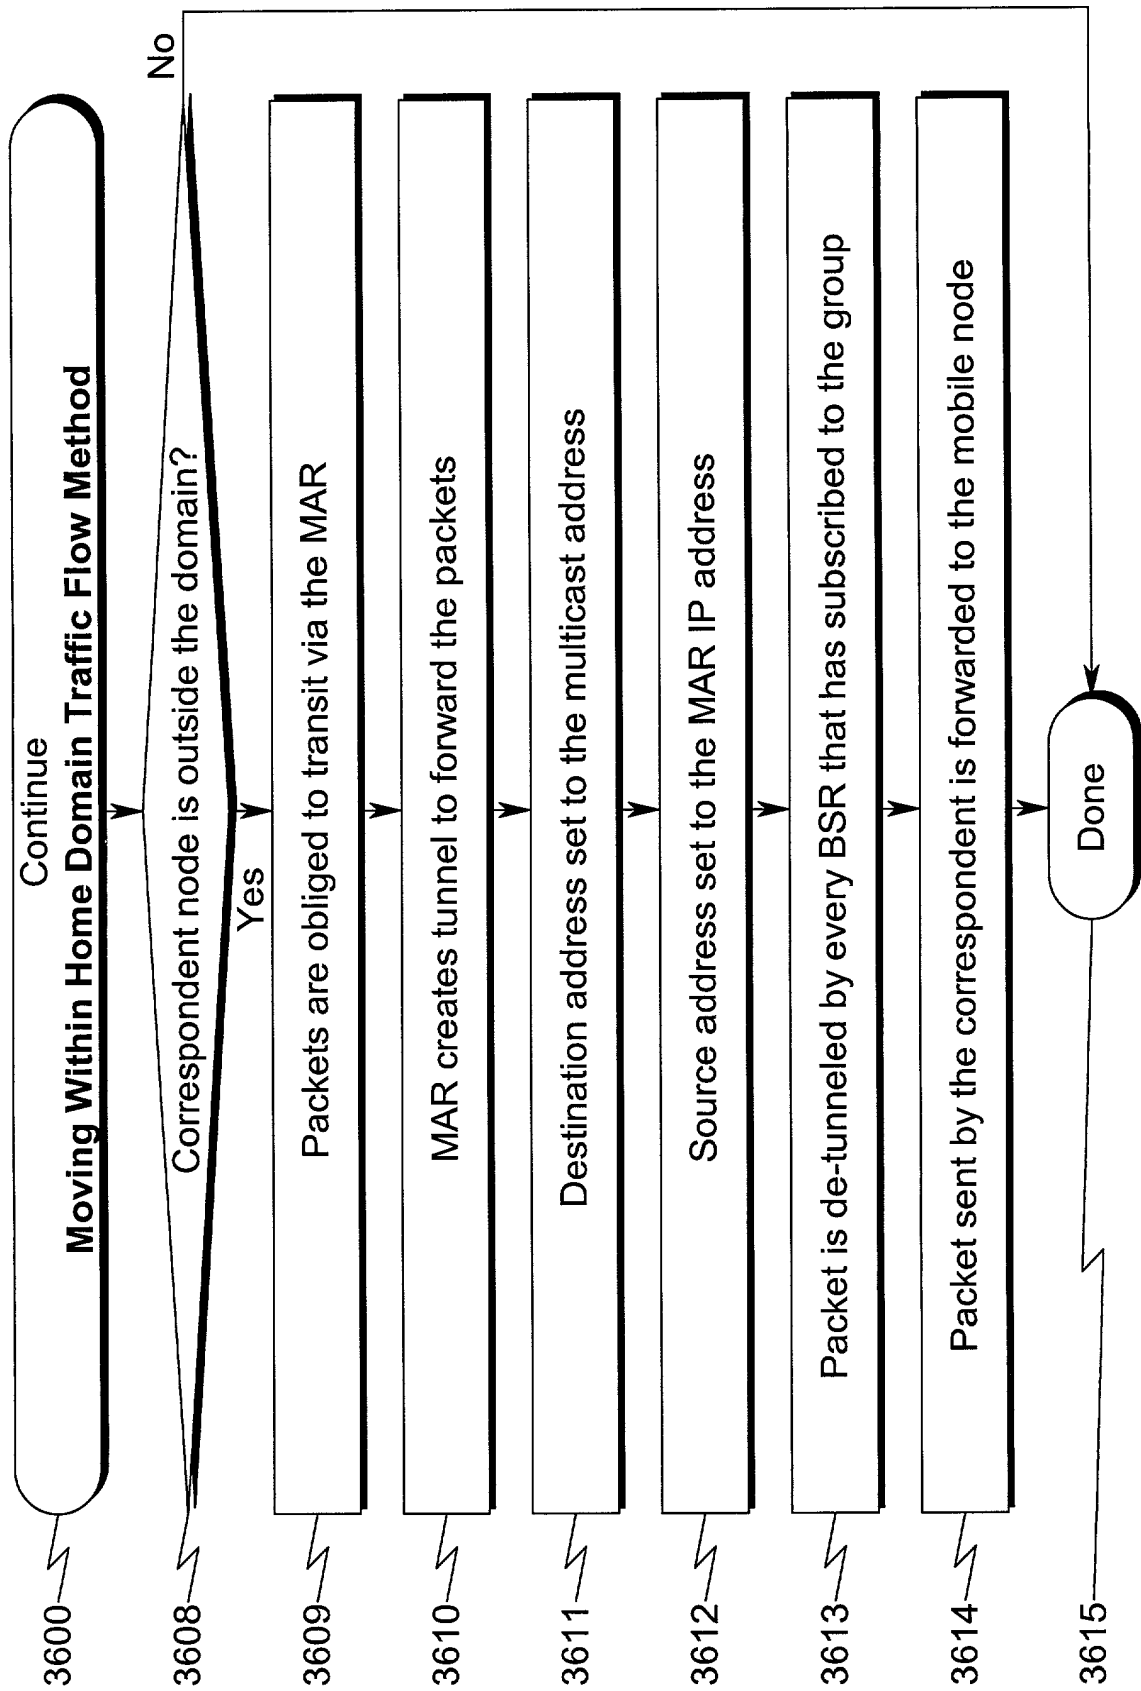 Continue
Moving Within Home Domain Traffic Flow Method
3600
No
Correspondent node is outside the domain?
3608
Yes
Packets are obliged to transit via the MAR
3609
MAR creates tunnel to forward the packets
3610
Destination address set to the multicast address
3611
Source address set to the MAR IP address
3612
Packet is de-tunneled by every BSR that has subscribed to the group
3613
Packet sent by the correspondent is forwarded to the mobile node
3614
Done
3615